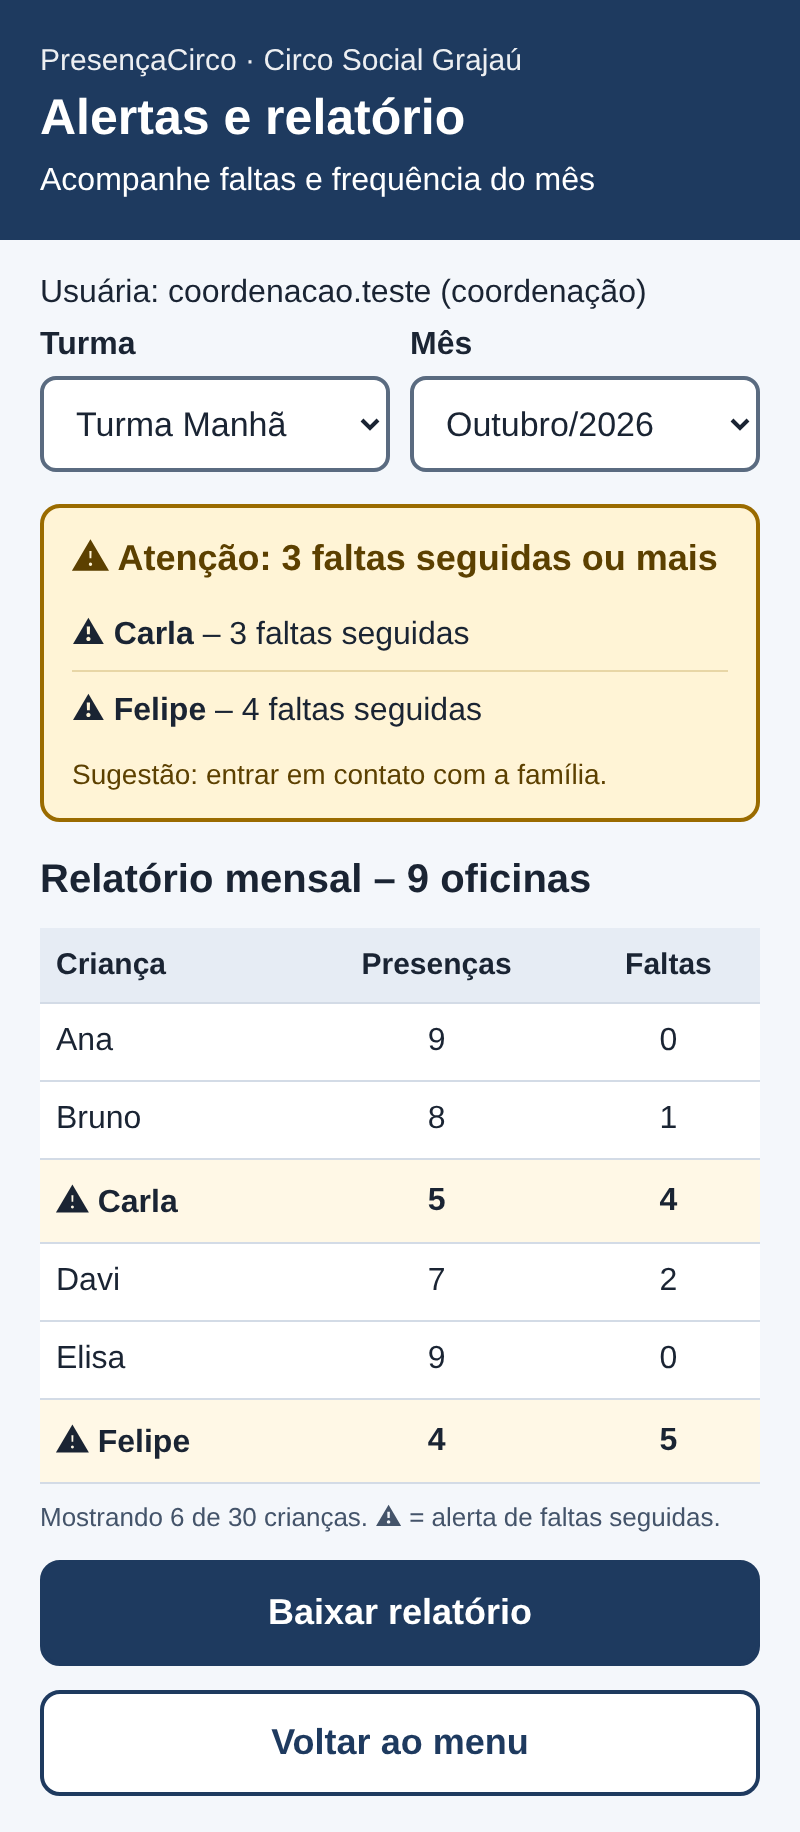 PresençaCirco · Circo Social Grajaú
Alertas e relatório
Acompanhe faltas e frequência do mês
Usuária: coordenacao.teste (coordenação)
Turma Mês
Turma Manhã Outubro/2026
⚠ Atenção: 3 faltas seguidas ou mais
⚠ Carla – 3 faltas seguidas
⚠ Felipe – 4 faltas seguidas
Sugestão: entrar em contato com a família.
Relatório mensal – 9 oficinas
Criança Presenças Faltas
Ana 9 0
Bruno 8 1
⚠ Carla 5 4
Davi 7 2
Elisa 9 0
⚠ Felipe 4 5
Mostrando 6 de 30 crianças. ⚠ = alerta de faltas seguidas.
Baixar relatório
Voltar ao menu